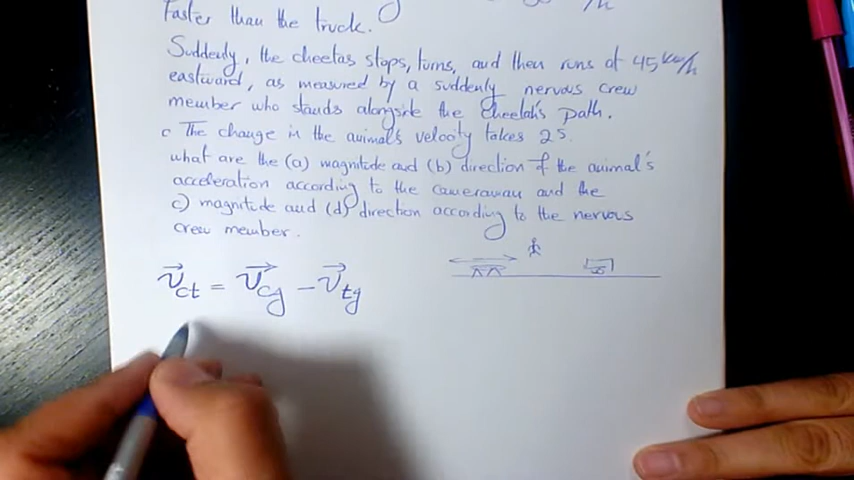 faster than the truck.
Suddenly, the cheetas stops, turns, and then runs at 45 km/h
eastward, as measured by a suddenly nervous crew
member who stands alongside the cheetah's path.
c The change in the animal's velocity takes 2s.
what are the (a) magnitude and (b) direction of the animal's
acceleration according to the cameraman and the
c) magnitude and (d) direction according to the nervous
crew member.
v⃗ct = v⃗cg - v⃗tg